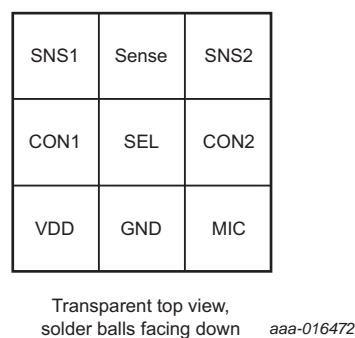 SNS1 Sense SNS2
CON1 SEL CON2
VDD GND MIC
Transparent top view,
solder balls facing down aaa-016472